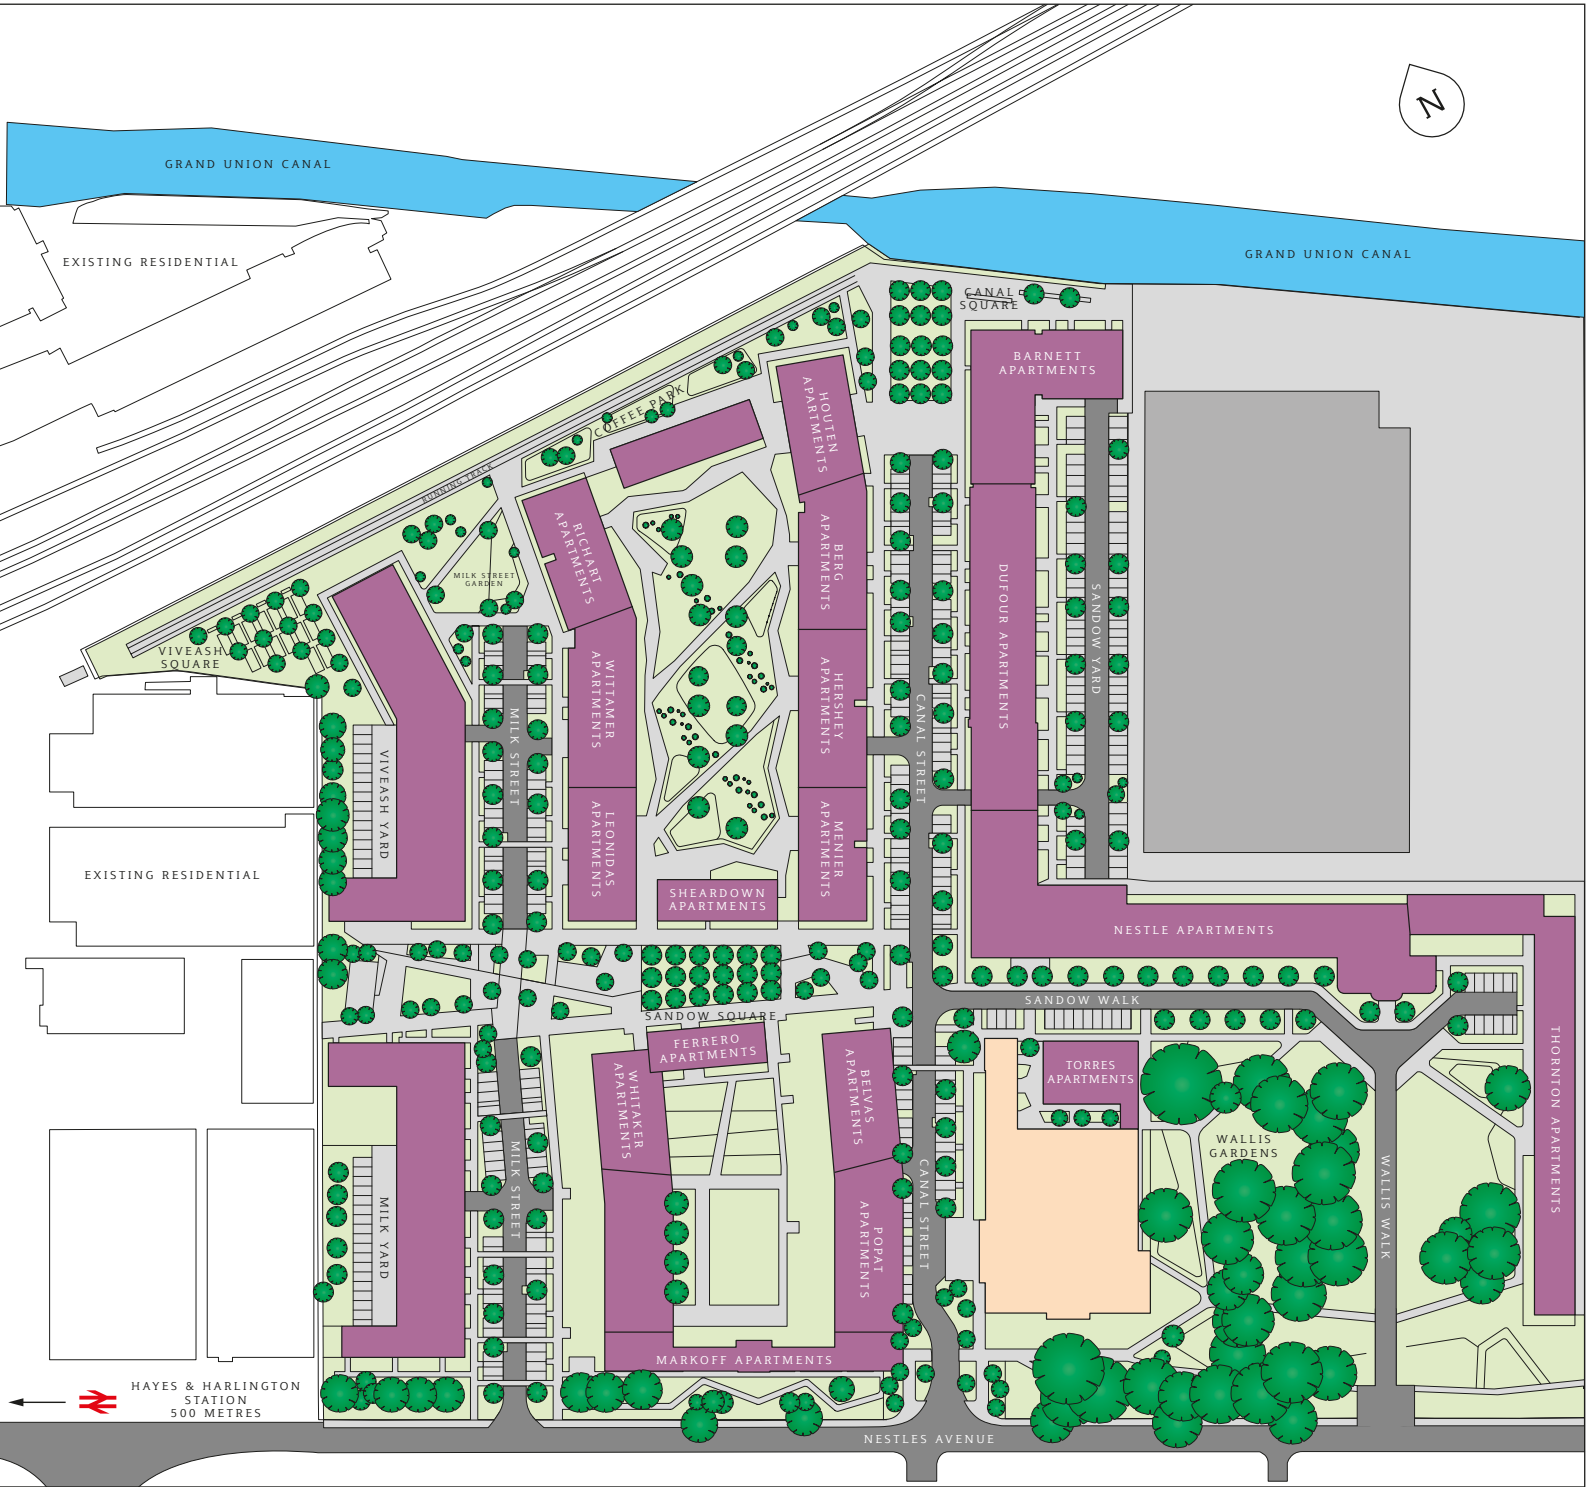 N
GRAND UNION CANAL
GRAND UNION CANAL
EXISTING RESIDENTIAL
CANAL
SQUARE
BARNETT
APARTMENTS
HOUTEN
APARTMENTS
COFFEE PARK
RUNNING TRACK
RICHART
APARTMENTS
BERG
APARTMENTS
MILK STREET
GARDEN
DUFOUR APARTMENTS
SANDOW YARD
VIVEASH
SQUARE
WITTAMER
APARTMENTS
HERSHEY
APARTMENTS
MILK STREET
CANAL STREET
VIVEASH YARD
LEONIDAS
APARTMENTS
MENIER
APARTMENTS
EXISTING RESIDENTIAL
SHEARDOWN
APARTMENTS
NESTLE APARTMENTS
SANDOW WALK
SANDOW SQUARE
FERRERO
APARTMENTS
WHITAKER
APARTMENTS
BELVAS
APARTMENTS
TORRES
APARTMENTS
THORNTON APARTMENTS
WALLIS
GARDENS
MILK STREET
CANAL STREET
WALLIS WALK
MILK YARD
POPAT
APARTMENTS
MARKOFF APARTMENTS
HAYES & HARLINGTON
STATION
500 METRES
NESTLES AVENUE